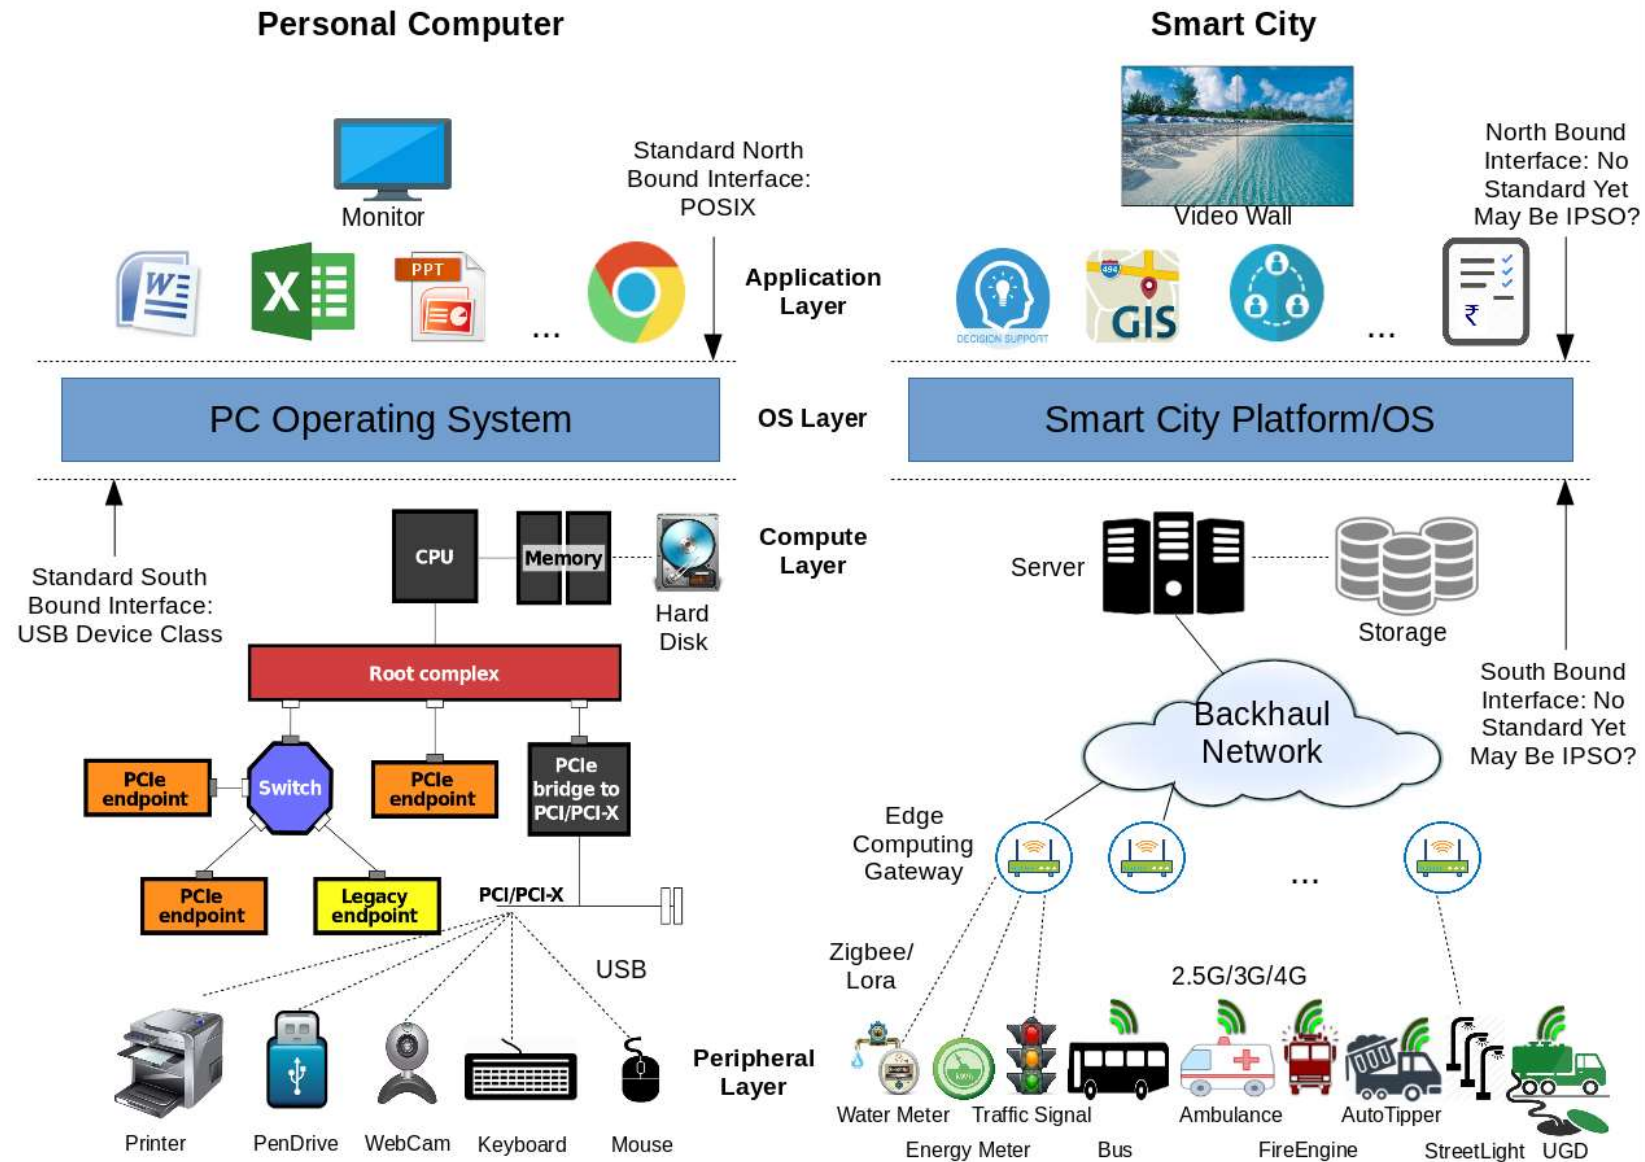 Personal Computer
Smart City
Monitor
Standard North
Bound Interface:
POSIX
Video Wall
North Bound
Interface: No
Standard Yet
May Be IPSO?
W
X
PPT
...
Application
Layer
DECISION SUPPORT
494
GIS
...
₹
PC Operating System
OS Layer
Smart City Platform/OS
Standard South
Bound Interface:
USB Device Class
CPU
Memory
Hard
Disk
Compute
Layer
Server
Storage
South Bound
Interface: No
Standard Yet
May Be IPSO?
Root complex
PCIe
endpoint
Switch
PCIe
endpoint
PCIe
bridge to
PCI/PCI-X
PCIe
endpoint
Legacy
endpoint
PCI/PCI-X
Backhaul
Network
Edge
Computing
Gateway
...
USB
Zigbee/
Lora
2.5G/3G/4G
Peripheral
Layer
Printer
PenDrive
WebCam
Keyboard
Mouse
Water Meter
Traffic Signal
Ambulance
AutoTipper
Energy Meter
Bus
FireEngine
StreetLight
UGD